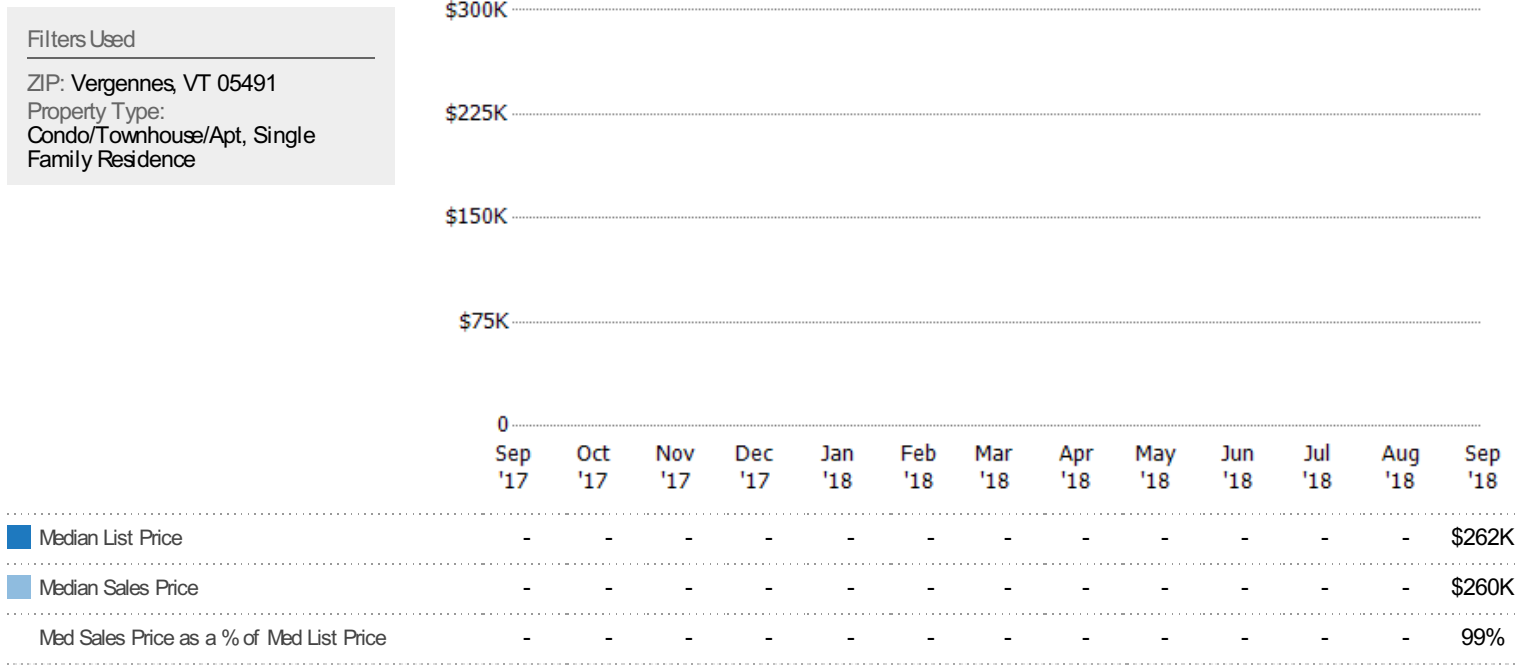 Filters Used
ZIP: Vergennes, VT 05491
Property Type:
Condo/Townhouse/Apt, Single
Family Residence
$300K
$225K
$150K
$75K
0
Sep Oct Nov Dec Jan Feb Mar Apr May Jun Jul Aug Sep
'17 '17 '17 '17 '18 '18 '18 '18 '18 '18 '18 '18 '18
Median List Price - - - - - - - - - - - - $262K
Median Sales Price - - - - - - - - - - - - $260K
Med Sales Price as a % of Med List Price - - - - - - - - - - - - 99%